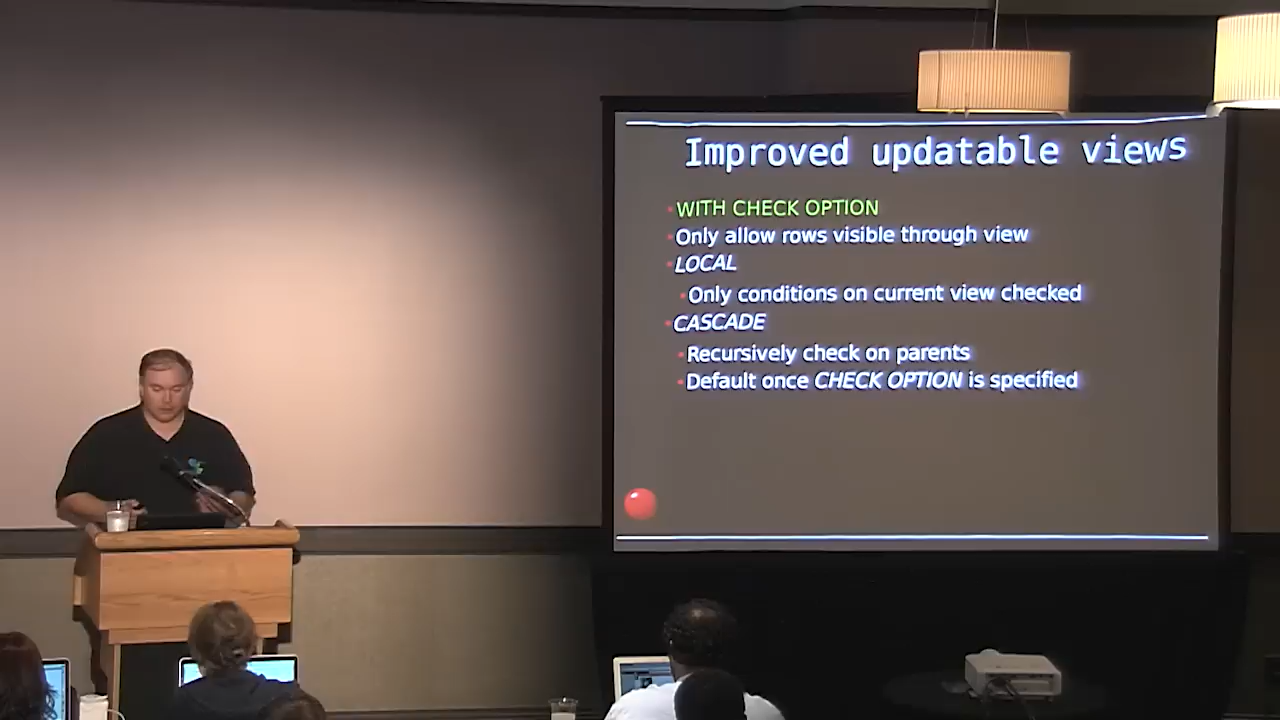 Improved updatable views
WITH CHECK OPTION
Only allow rows visible through view
LOCAL
Only conditions on current view checked
CASCADE
Recursively check on parents
Default once CHECK OPTION is specified